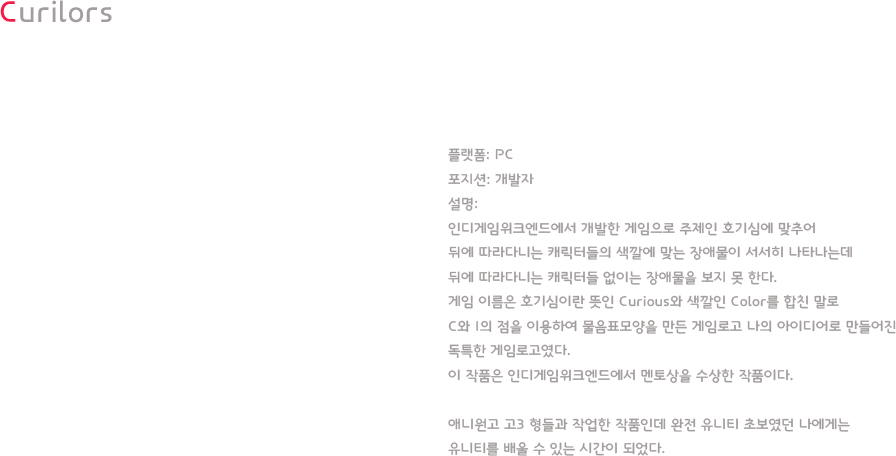 Curilors
플랫폼: PC
포지션: 개발자
설명:
인디게임위크엔드에서 개발한 게임으로 주제인 호기심에 맞추어
뒤에 따라다니는 캐릭터들의 색깔에 맞는 장애물이 서서히 나타나는데
뒤에 따라다니는 캐릭터들 없이는 장애물을 보지 못 한다.
게임 이름은 호기심이란 뜻인 Curious와 색깔인 Color를 합친 말로
C와 I의 점을 이용하여 물음표모양을 만든 게임로고 나의 아이디어로 만들어진
독특한 게임로고였다.
이 작품은 인디게임위크엔드에서 멘토상을 수상한 작품이다.
애니원고 고3 형들과 작업한 작품인데 완전 유니티 초보였던 나에게는
유니티를 배울 수 있는 시간이 되었다.